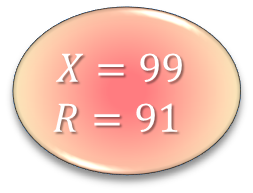 X = 99
R = 91